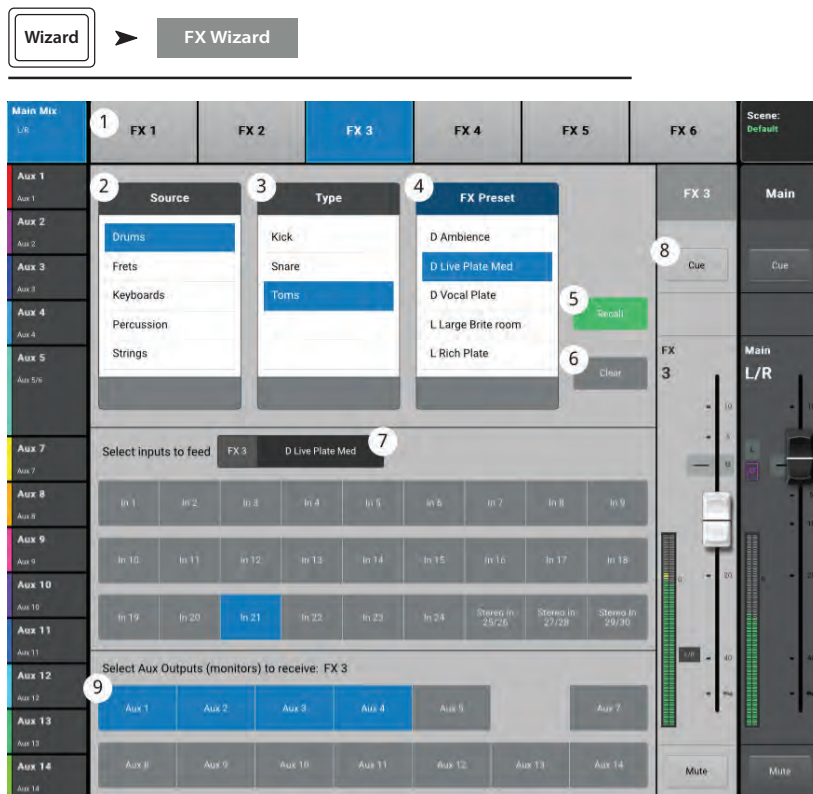 Wizard
FX Wizard
Main Mix
L/R
1
FX 1
FX 2
FX 3
FX 4
FX 5
FX 6
Scene:
Default
Aux 1
Aux 1
Aux 2
Aux 2
Aux 3
Aux 3
Aux 4
Aux 4
Aux 5
Aux 5/6
Aux 7
Aux 7
Aux 8
Aux 8
Aux 9
Aux 9
Aux 10
Aux 10
Aux 11
Aux 11
Aux 12
Aux 12
Aux 13
Aux 13
Aux 14
Aux 14
2
Source
Drums
Frets
Keyboards
Percussion
Strings
3
Type
Kick
Snare
Toms
4
FX Preset
D Ambience
D Live Plate Med
D Vocal Plate
L Large Brite room
L Rich Plate
5
Recall
6
Clear
Select inputs to feed
FX 3
D Live Plate Med
7
In 1
In 2
In 3
In 4
In 5
In 6
In 7
In 8
In 9
In 10
In 11
In 12
In 13
In 14
In 15
In 16
In 17
In 18
In 19
In 20
In 21
In 22
In 23
In 24
Stereo In
25/26
Stereo In
27/28
Stereo In
29/30
Select Aux Outputs (monitors) to receive: FX 3
9
Aux 1
Aux 2
Aux 3
Aux 4
Aux 5
Aux 7
Aux 8
Aux 9
Aux 10
Aux 11
Aux 12
Aux 13
Aux 14
FX 3
8
Cue
FX
3
10
U
20
L/R
40
Mute
Main
Cue
Main
L/R
L
Mute